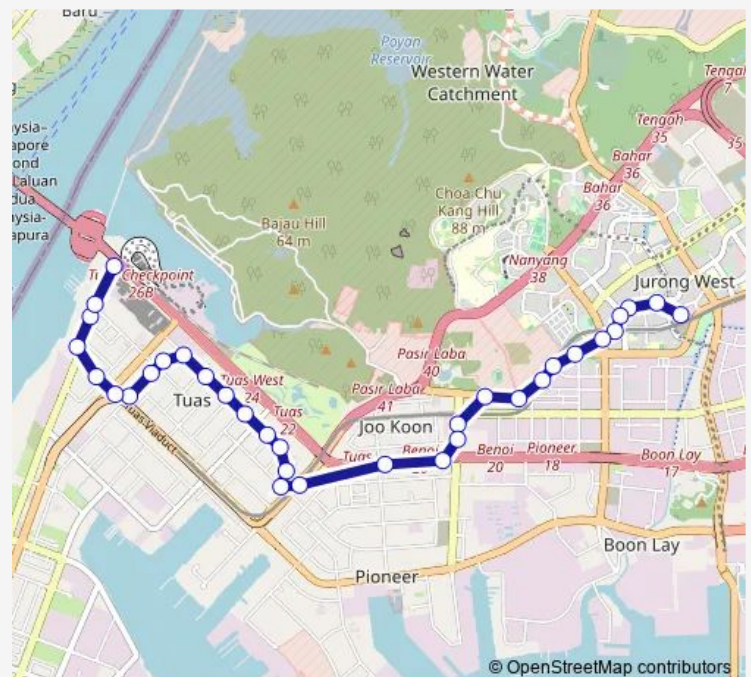 Baru
Poyan
Reservoir
Western Water
Catchment
Tengah
7
Tengah
35
35
Bahar
36
Bahar
36
ysia–
apore
ond
Laluan
dua
ysia-
apura
Choa Chu
Kang Hill
88 m
Bajau Hill
64 m
Nanyang
38
Checkpoint
26B
Jurong West
Pasir Laba
40
Tuas West
24
Pasir Laba
41
Tuas
Tuas
22
Tuas Viaduct
Joo Koon
Tuas
Benoi
Benoi
20
Pioneer
18
Boon Lay
17
Boon Lay
Pioneer
© OpenStreetMap contributors